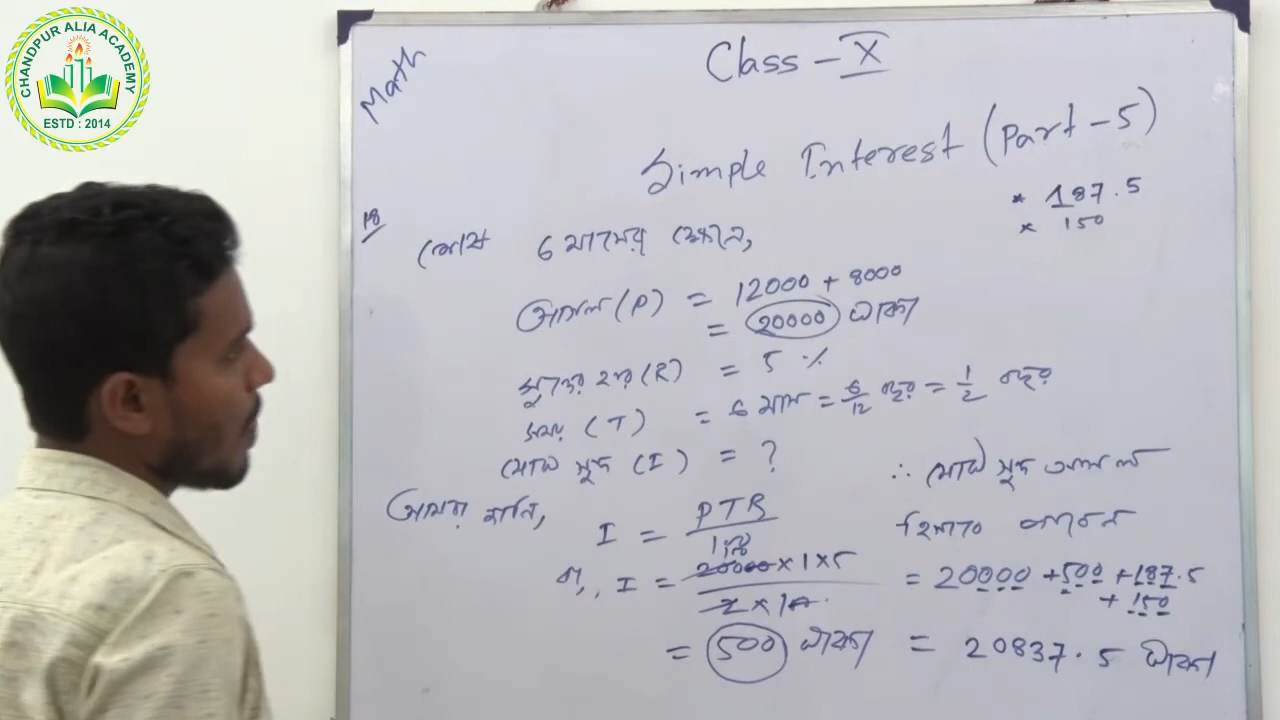 CHANDPUR ALIA ACADEMY
ESTD : 2014
Math
Class - X
Simple Interest (Part - 5)
* 187.5
× 150
18
শেষ 6 মাসের ক্ষেত্রে,
আসল (P) = 12000 + 8000
= 20000 টাকা
সুদের হার (R) = 5 %
সময় (T) = 6 মাস = 6/12 বছর = 1/2 বছর
মোট সুদ (I) = ?
আমরা জানি,
I = PTR/100
বা, I = 20000×1×5 / 2×100
= 500 টাকা
∴ মোট সুদ আসলে
হিসাবে পাবেন
= 20000 + 500 + 187.5
+ 150
= 20837.5 টাকা